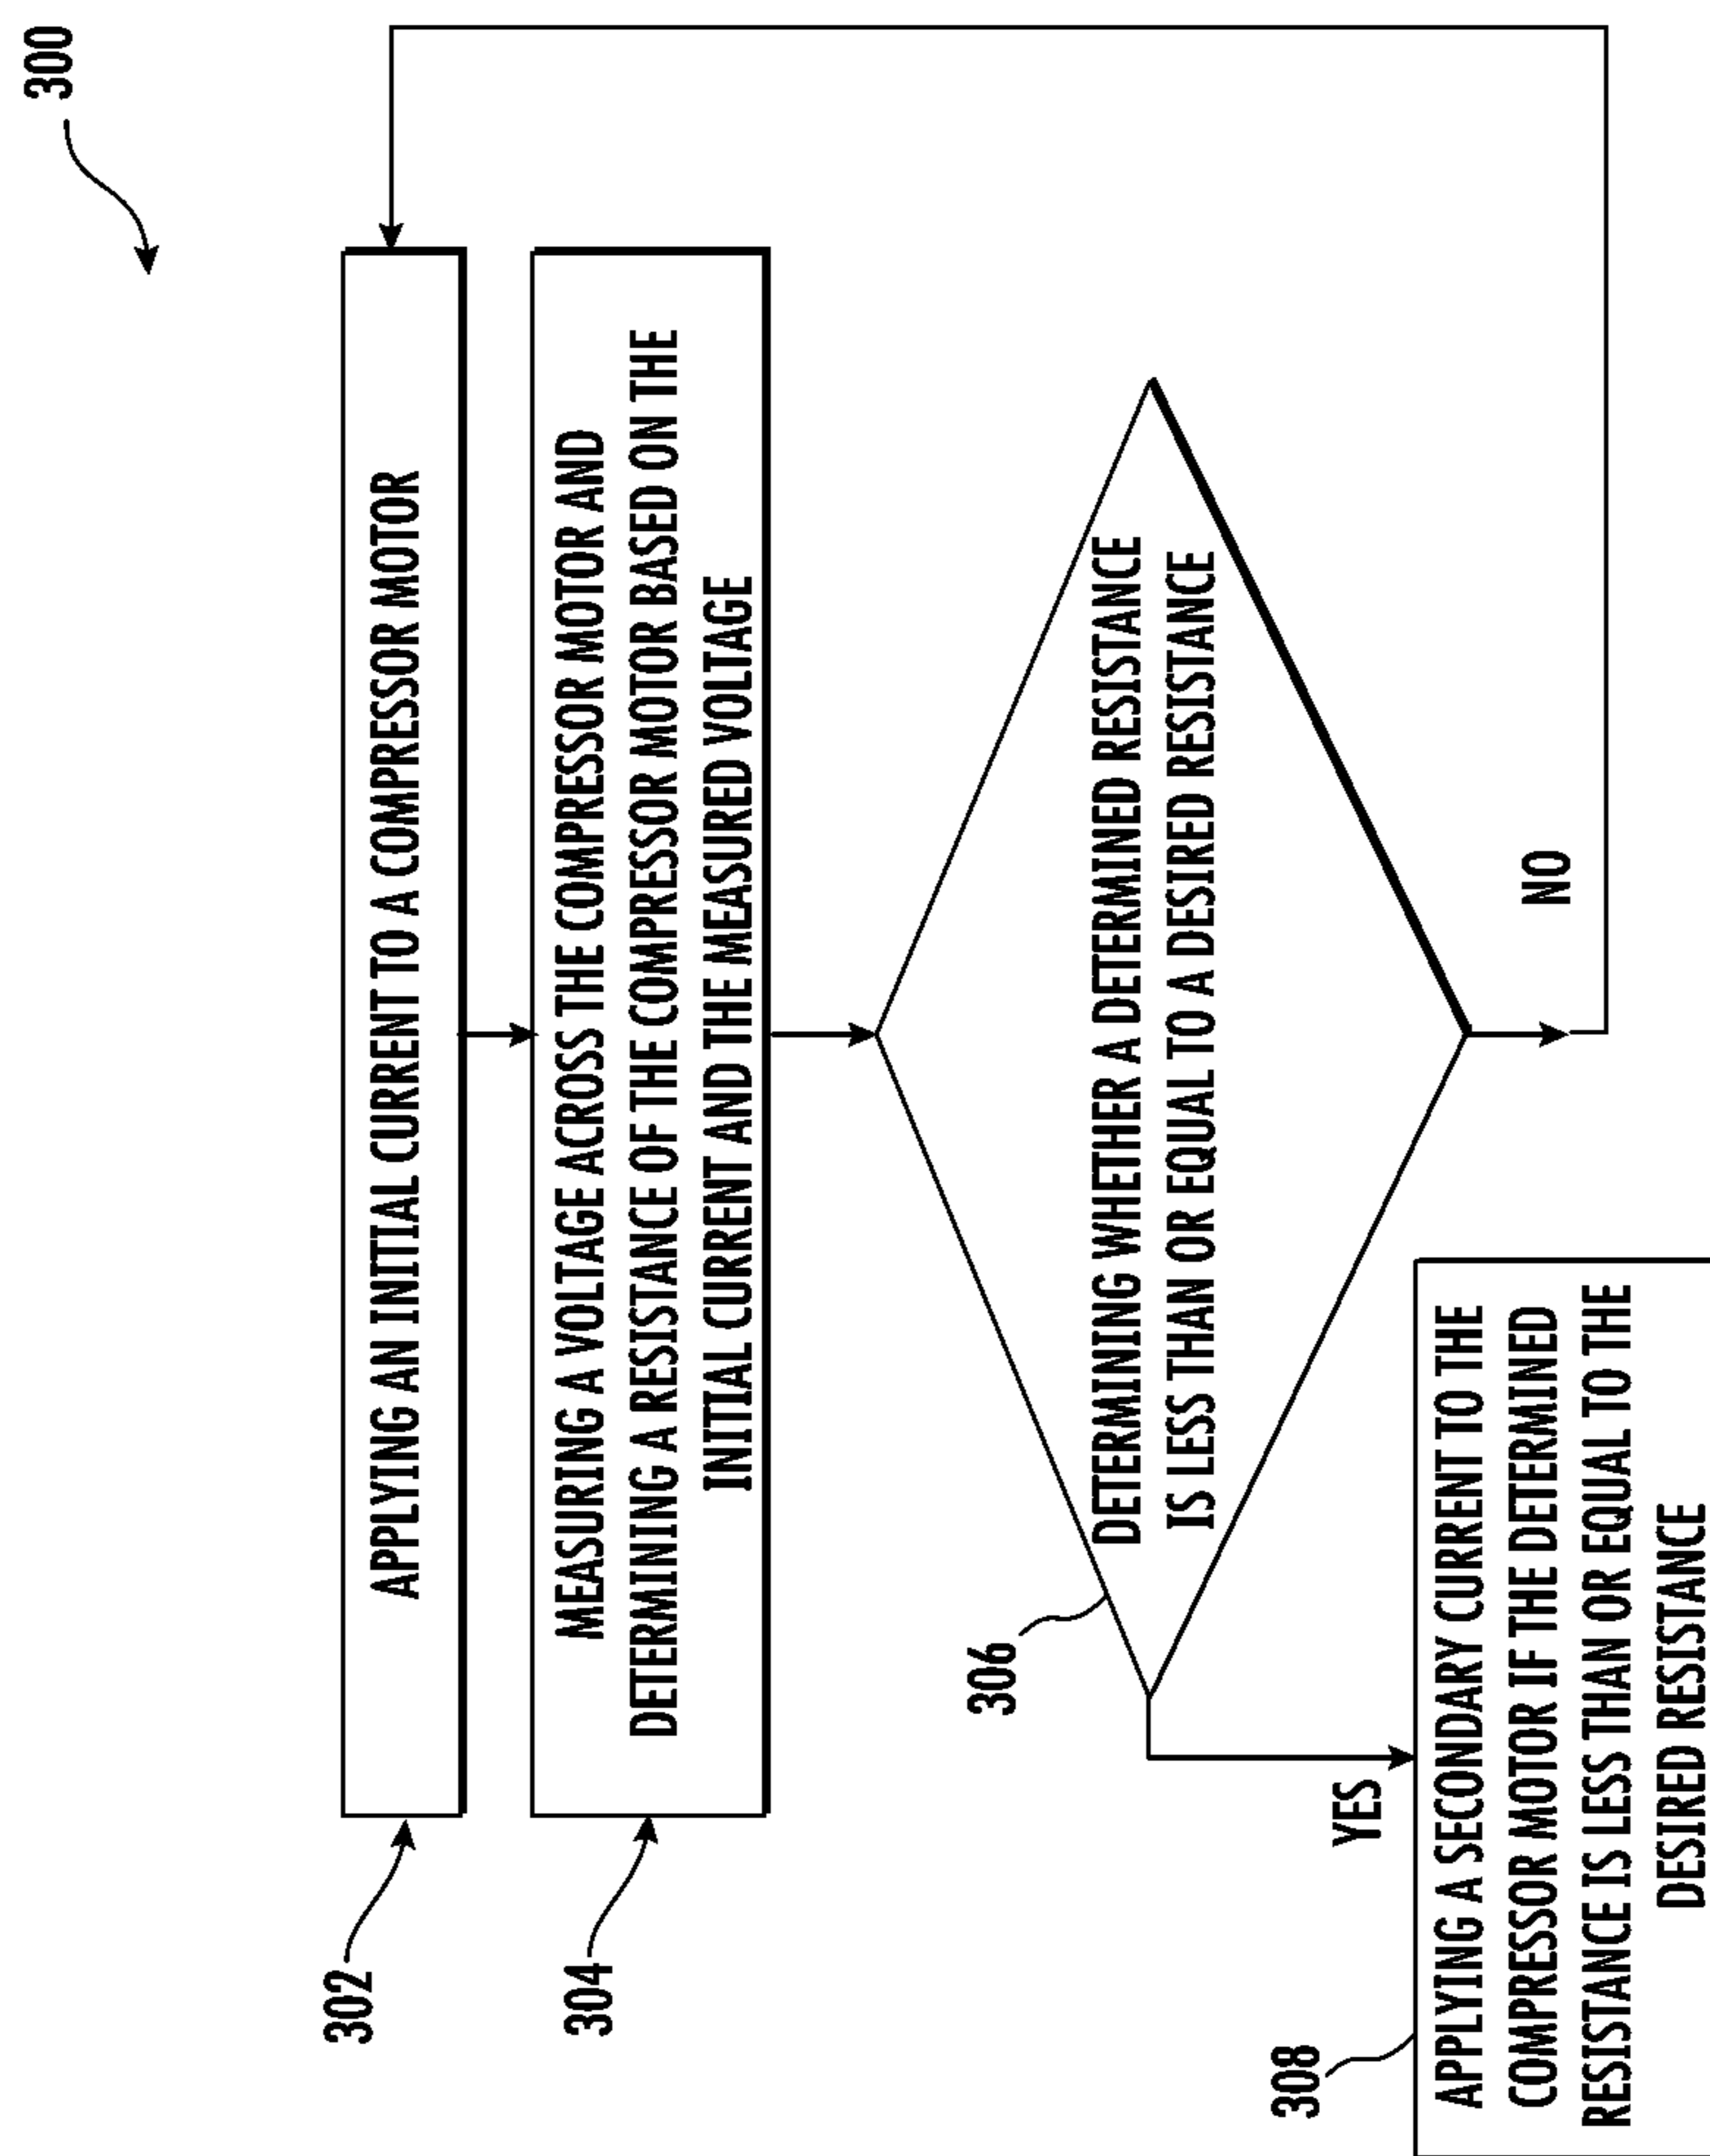 300
302
APPLYING AN INITIAL CURRENT TO A COMPRESSOR MOTOR
304
MEASURING A VOLTAGE ACROSS THE COMPRESSOR MOTOR AND
DETERMINING A RESISTANCE OF THE COMPRESSOR MOTOR BASED ON THE
INITIAL CURRENT AND THE MEASURED VOLTAGE
306
DETERMINING WHETHER A DETERMINED RESISTANCE
IS LESS THAN OR EQUAL TO A DESIRED RESISTANCE
YES
NO
308
APPLYING A SECONDARY CURRENT TO THE
COMPRESSOR MOTOR IF THE DETERMINED
RESISTANCE IS LESS THAN OR EQUAL TO THE
DESIRED RESISTANCE